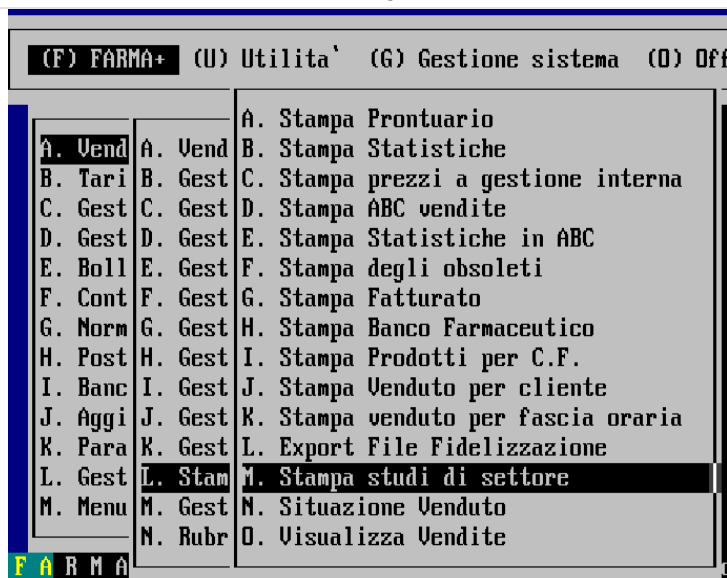 (F) FARMA+ (U) Utilita` (G) Gestione sistema (O) Off
A. Vend
B. Tari
C. Gest
D. Gest
E. Boll
F. Cont
G. Norm
H. Post
I. Banc
J. Aggi
K. Para
L. Gest
M. Menu
A. Vend
B. Gest
C. Gest
D. Gest
E. Gest
F. Gest
G. Gest
H. Gest
I. Gest
J. Gest
K. Gest
L. Stam
M. Gest
N. Rubr
A. Stampa Prontuario
B. Stampa Statistiche
C. Stampa prezzi a gestione interna
D. Stampa ABC vendite
E. Stampa Statistiche in ABC
F. Stampa degli obsoleti
G. Stampa Fatturato
H. Stampa Banco Farmaceutico
I. Stampa Prodotti per C.F.
J. Stampa Venduto per cliente
K. Stampa venduto per fascia oraria
L. Export File Fidelizzazione
M. Stampa studi di settore
N. Situazione Venduto
O. Visualizza Vendite
F A R M A